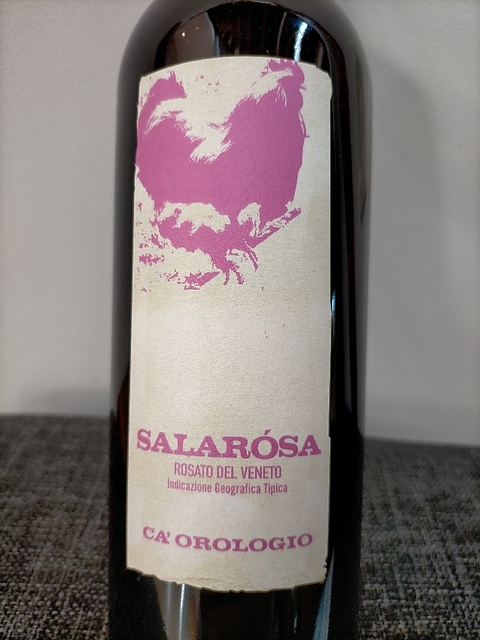 SALARÓSA
ROSATO DEL VENETO
Indicazione Geografica Tipica
CA' OROLOGIO